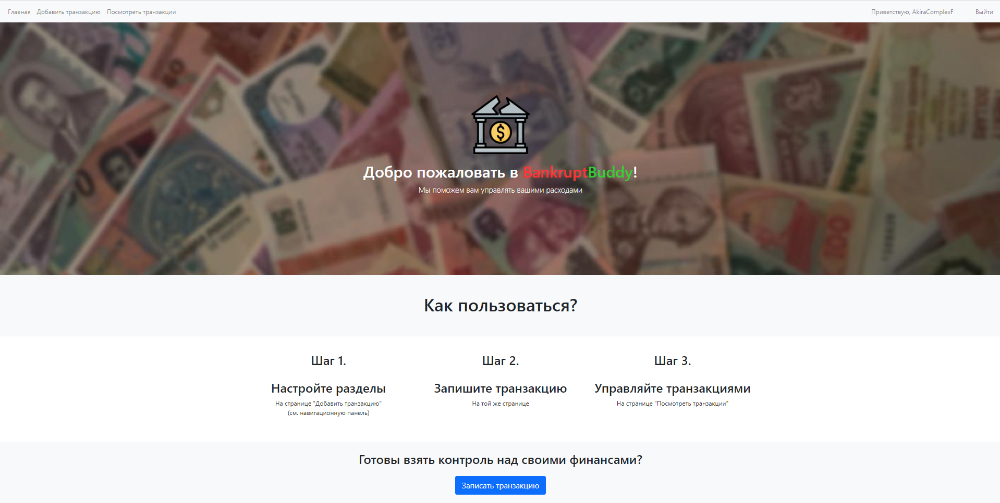 Главная Добавить транзакцию Посмотреть транзакции Приветствую, AkiraComplexF Выйти
$
Добро пожаловать в BankruptBuddy!
Мы поможем вам управлять вашими расходами
50
Как пользоваться?
Шаг 1.
Настройте разделы
На странице "Добавить транзакцию"
(см. навигационную панель)
Шаг 2.
Запишите транзакцию
На той же странице
Шаг 3.
Управляйте транзакциями
На странице "Посмотреть транзакции"
Готовы взять контроль над своими финансами?
Записать транзакцию